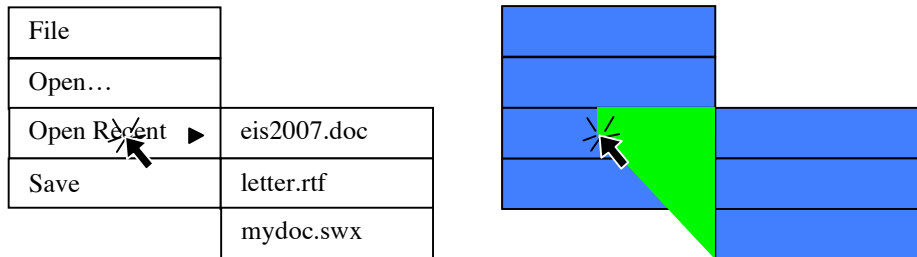 File
Open…
Open Recent
eis2007.doc
Save
letter.rtf
mydoc.swx